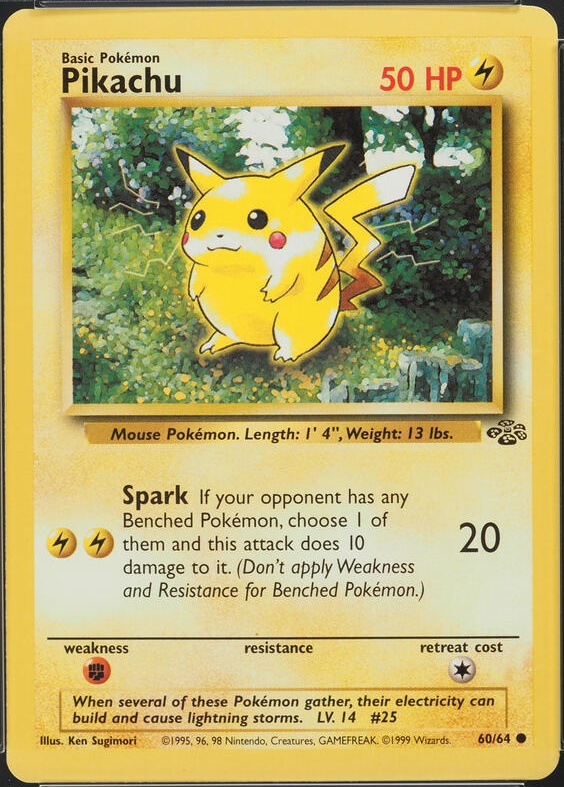 Basic Pokémon
Pikachu
50 HP
Mouse Pokémon. Length: 1' 4", Weight: 13 lbs.
Spark If your opponent has any
Benched Pokémon, choose 1 of
them and this attack does 10
damage to it. (Don't apply Weakness
and Resistance for Benched Pokémon.)
20
weakness
resistance
retreat cost
When several of these Pokémon gather, their electricity can
build and cause lightning storms. LV. 14 #25
Illus. Ken Sugimori ©1995, 96, 98 Nintendo, Creatures, GAMEFREAK. ©1999 Wizards. 60/64